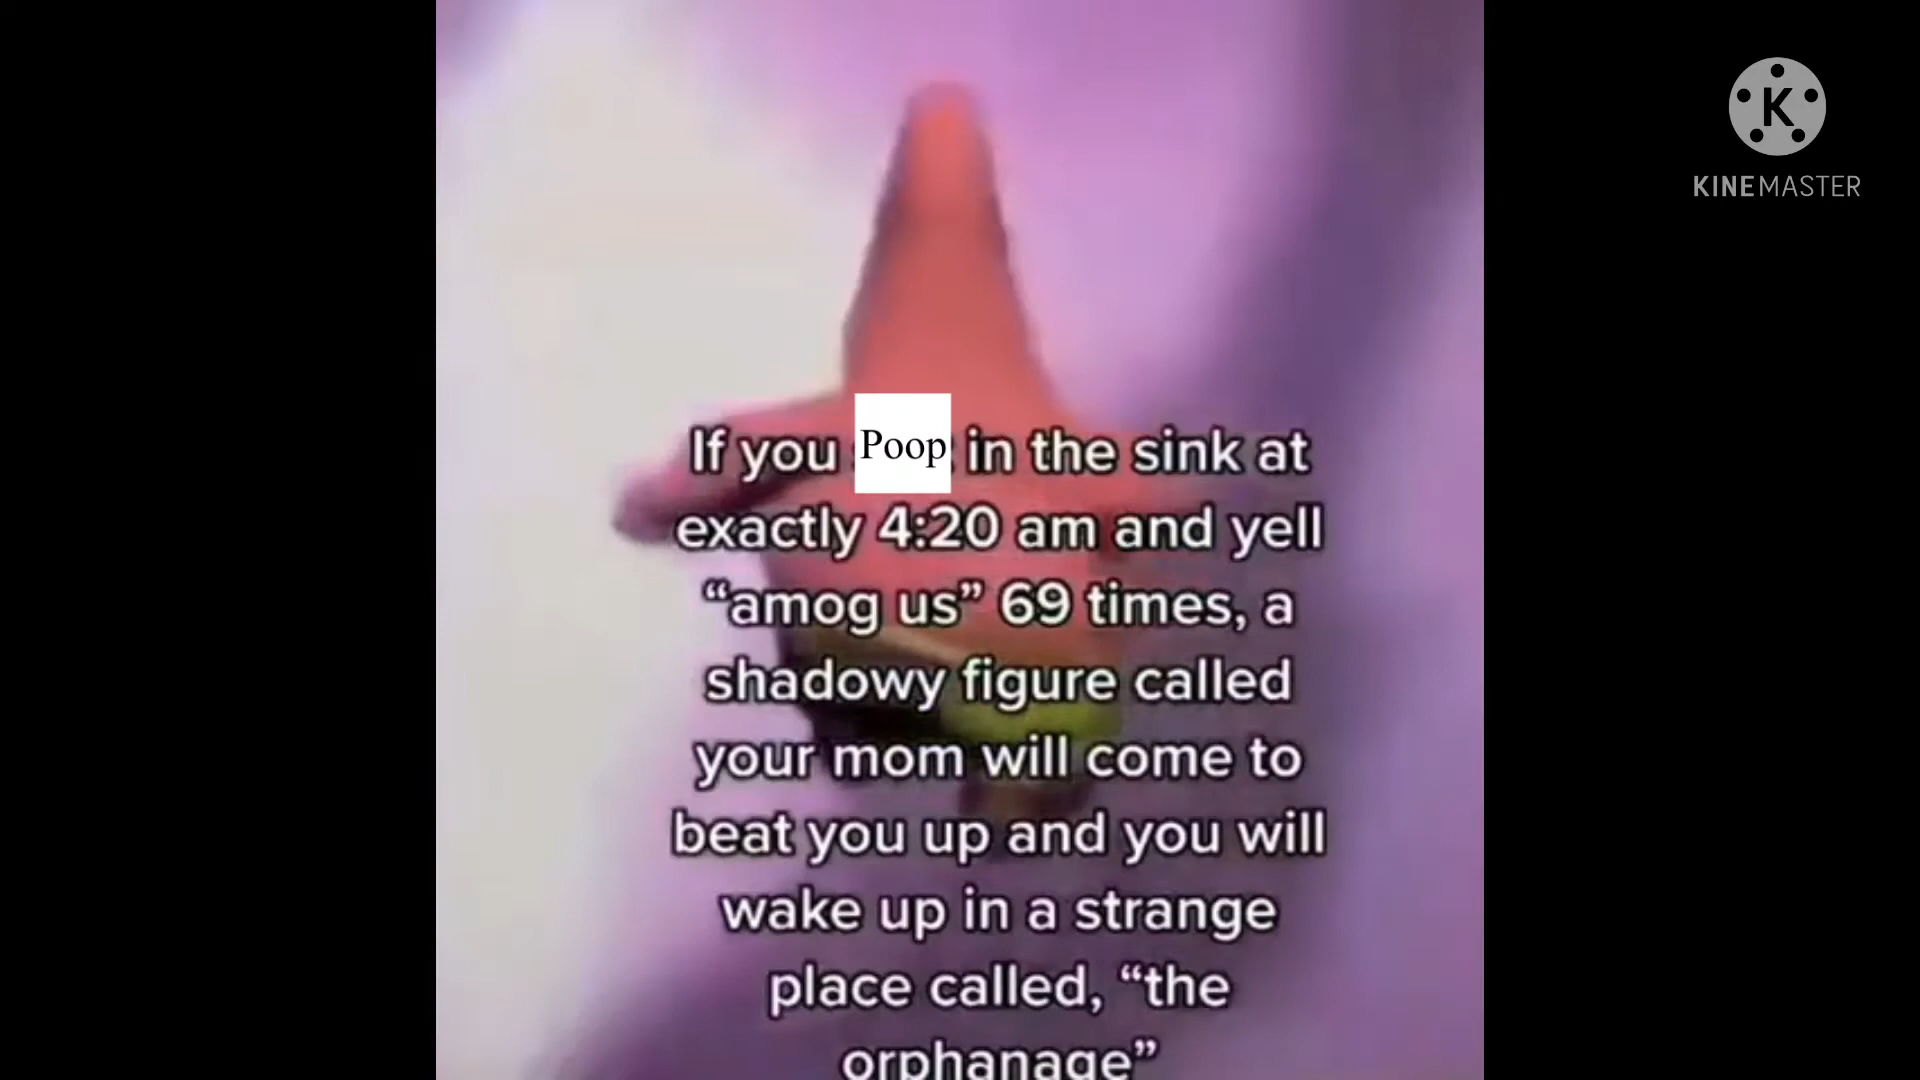 KINEMASTER
If you Poop in the sink at
exactly 4:20 am and yell
“amog us” 69 times, a
shadowy figure called
your mom will come to
beat you up and you will
wake up in a strange
place called, “the
orphanage”